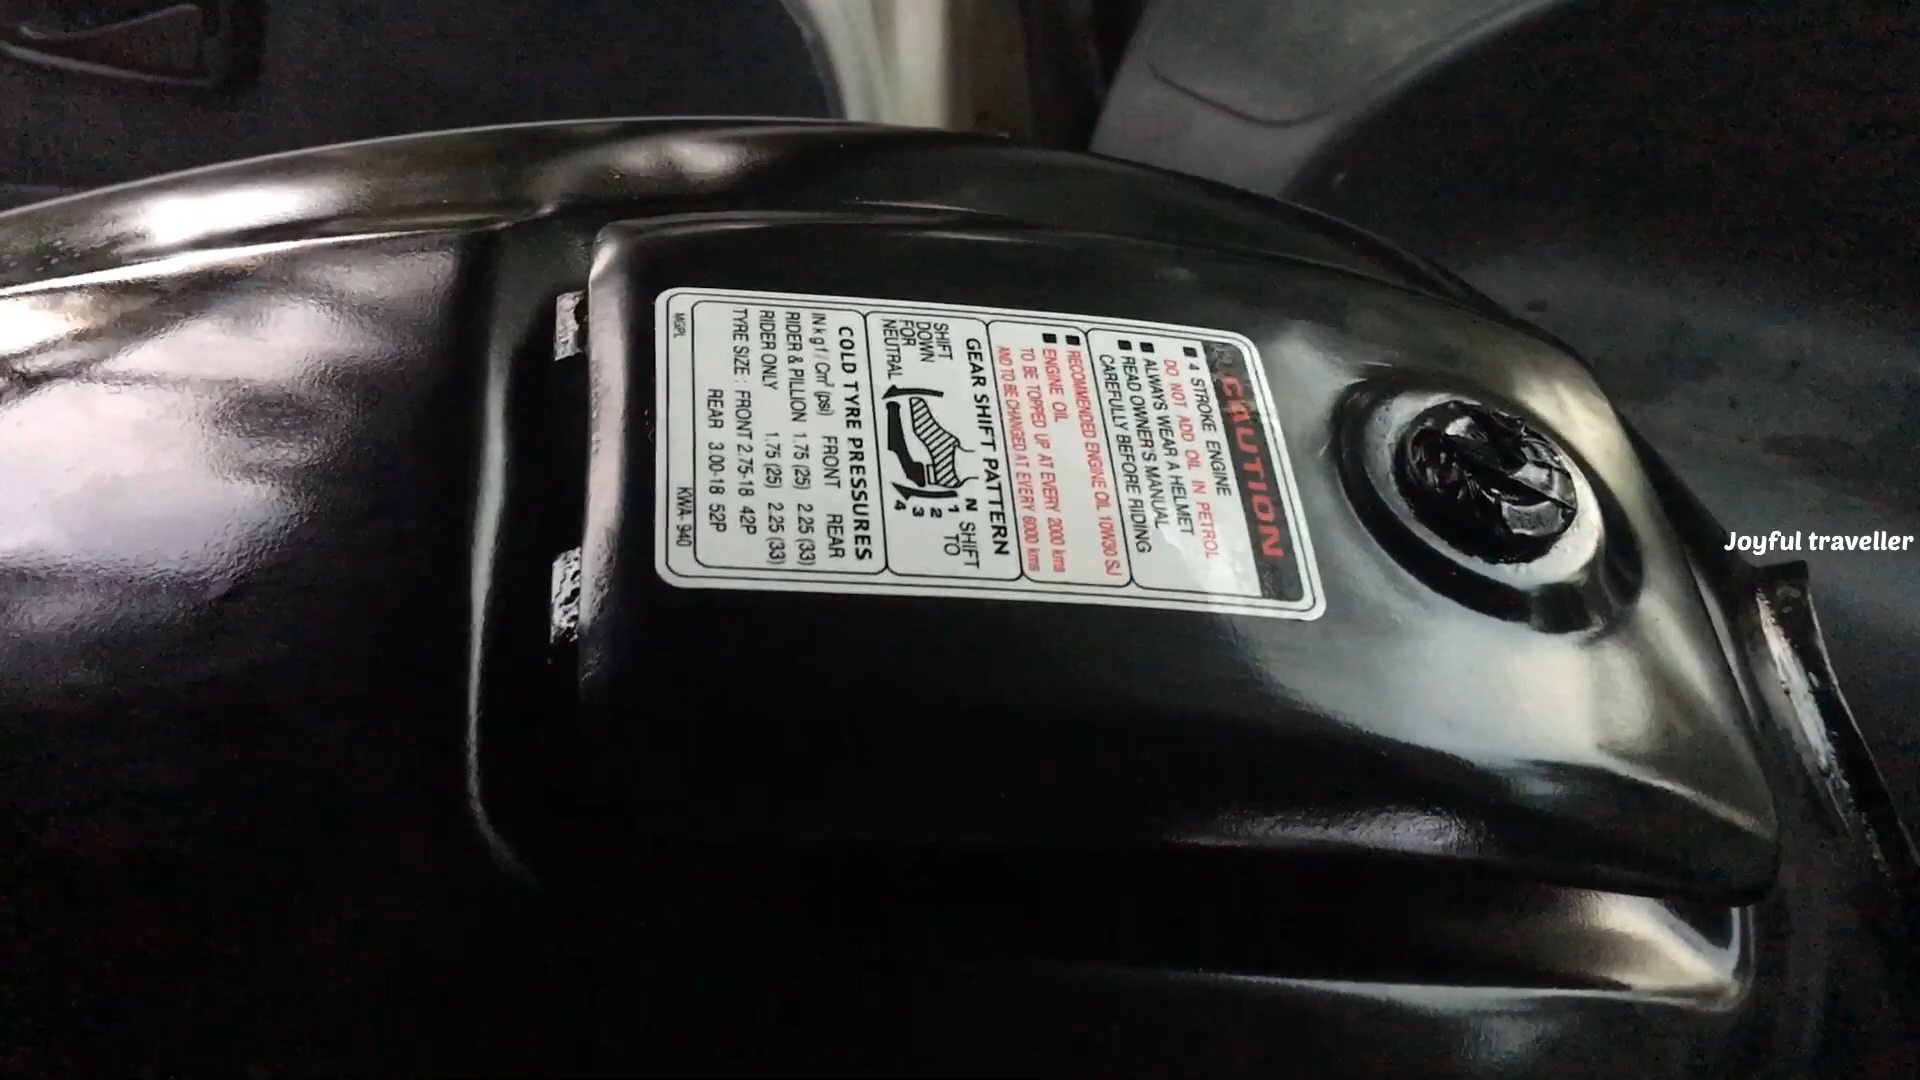 CAUTION
■ 4 STROKE ENGINE
DO NOT ADD OIL IN PETROL
■ ALWAYS WEAR A HELMET
■ READ OWNER'S MANUAL
CAREFULLY BEFORE RIDING
■ RECOMMENDED ENGINE OIL 10W30 SJ
■ ENGINE OIL
TO BE TOPPED UP AT EVERY 2000 kms
AND TO BE CHANGED AT EVERY 6000 kms
GEAR SHIFT PATTERN
SHIFT
DOWN
FOR
NEUTRAL
N SHIFT
1 TO
2
3
4
COLD TYRE PRESSURES
IN kgf / Cm² (psi) FRONT REAR
RIDER & PILLION 1.75 (25) 2.25 (33)
RIDER ONLY 1.75 (25) 2.25 (33)
TYRE SIZE : FRONT 2.75-18 42P
REAR 3.00-18 52P
MGPL KWA-940
Joyful traveller